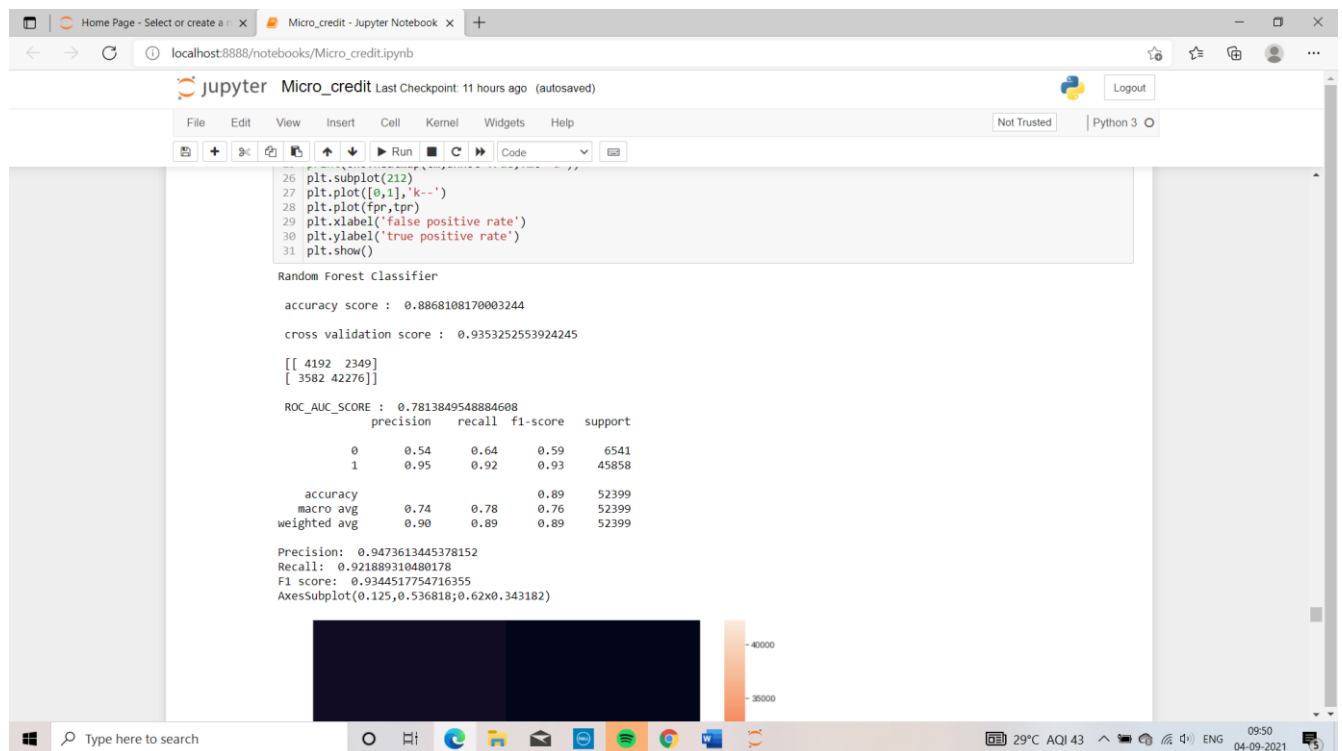 Home Page - Select or create a n
Micro_credit - Jupyter Notebook
localhost:8888/notebooks/Micro_credit.ipynb
jupyter Micro_credit Last Checkpoint: 11 hours ago (autosaved)
Logout
File Edit View Insert Cell Kernel Widgets Help
Not Trusted
Python 3
Run
Code
26 plt.subplot(212)
27 plt.plot([0,1],'k--')
28 plt.plot(fpr,tpr)
29 plt.xlabel('false positive rate')
30 plt.ylabel('true positive rate')
31 plt.show()
Random Forest Classifier
accuracy score : 0.8868108170003244
cross validation score : 0.9353252553924245
[[ 4192 2349]
[ 3582 42276]]
ROC_AUC_SCORE : 0.7813849548884608
precision recall f1-score support
0 0.54 0.64 0.59 6541
1 0.95 0.92 0.93 45858
accuracy 0.89 52399
macro avg 0.74 0.78 0.76 52399
weighted avg 0.90 0.89 0.89 52399
Precision: 0.9473613445378152
Recall: 0.921889310480178
F1 score: 0.9344517754716355
AxesSubplot(0.125,0.536818;0.62x0.343182)
40000
35000
Type here to search
29°C AQI 43
ENG
09:50
04-09-2021